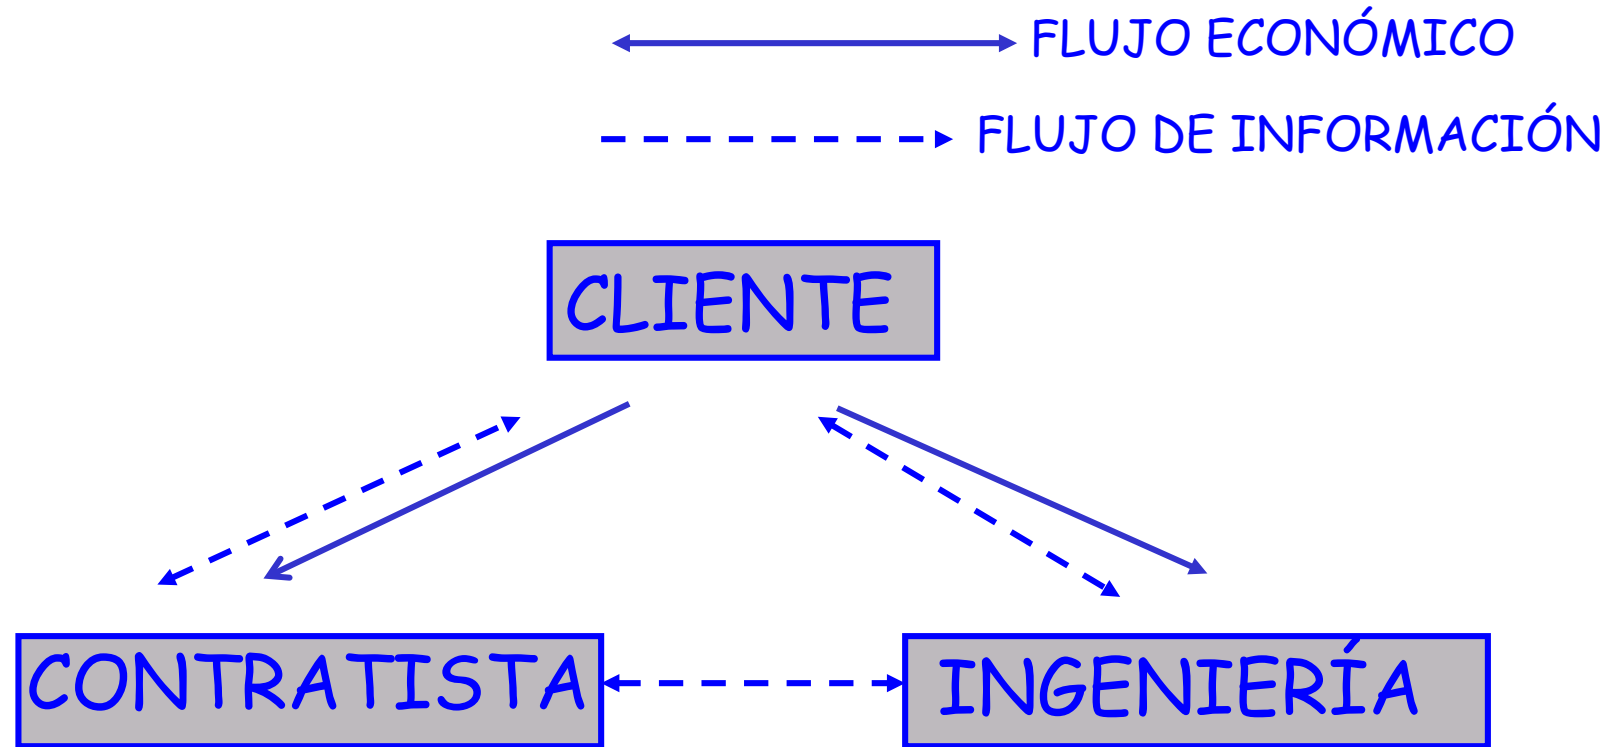 FLUJO ECONÓMICO
FLUJO DE INFORMACIÓN
CLIENTE
CONTRATISTA
INGENIERÍA